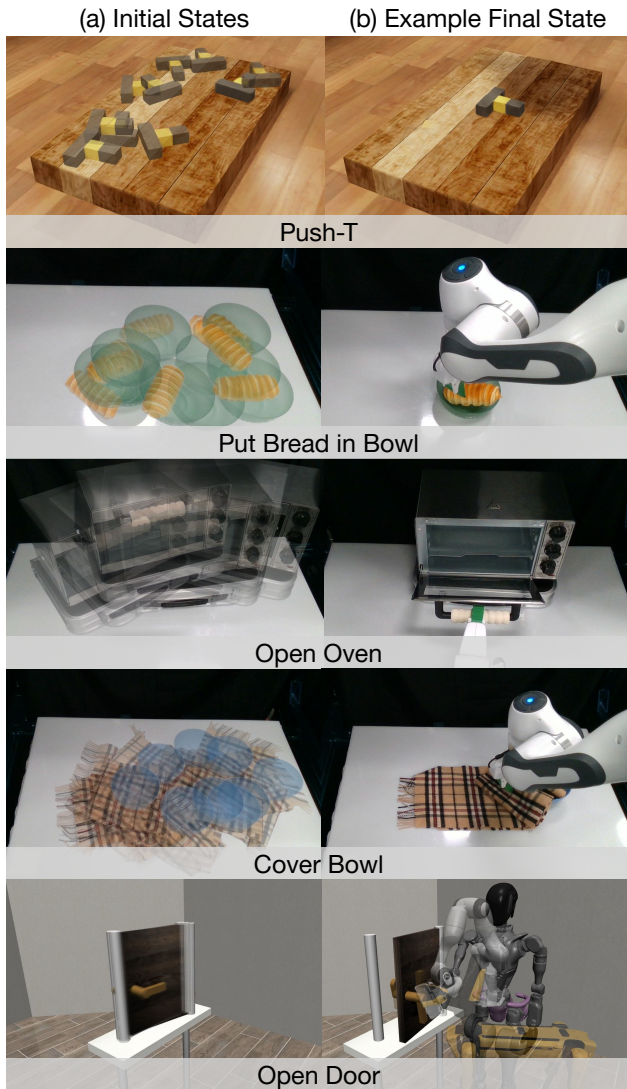 (a) Initial States
(b) Example Final State
Push-T
Put Bread in Bowl
Open Oven
Cover Bowl
Open Door